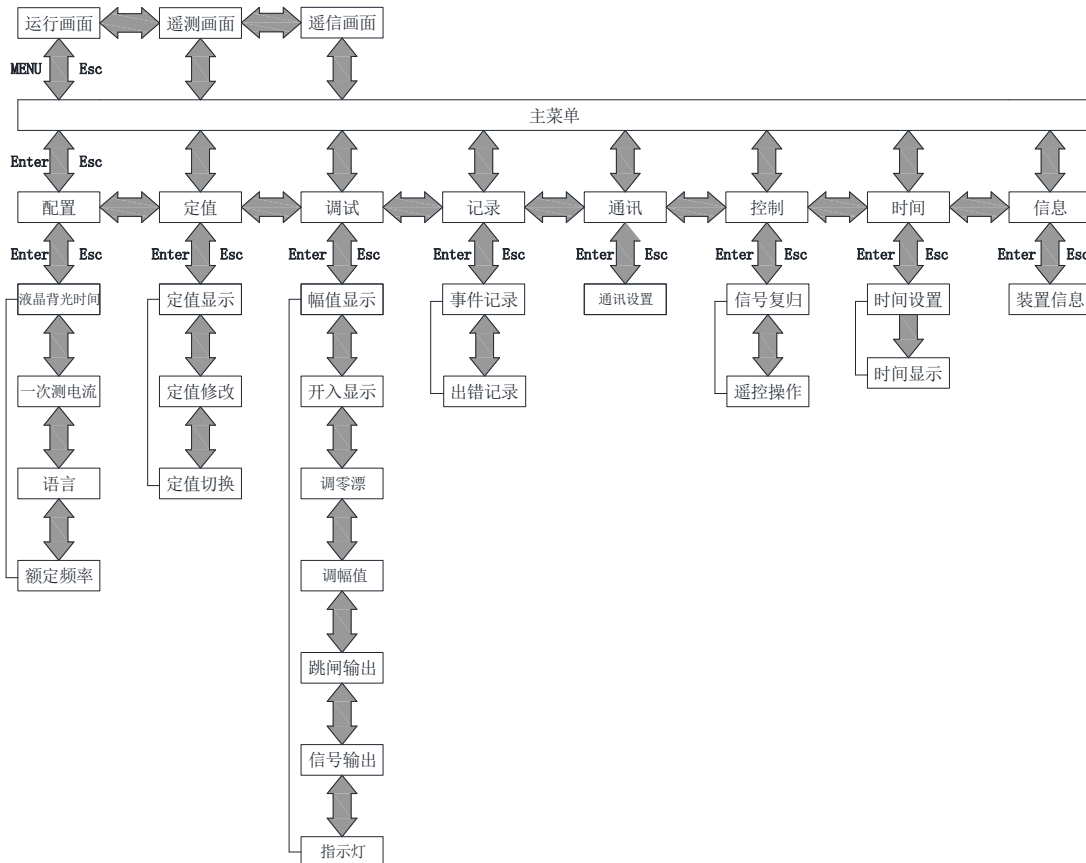 运行画面 遥测画面 遥信画面
MENU Esc
主菜单
Enter Esc
配置 定值 调试 记录 通讯 控制 时间 信息
Enter Esc Enter Esc Enter Esc Enter Esc Enter Esc Enter Esc Enter Esc Enter Esc
液晶背光时间 定值显示 幅值显示 事件记录 通讯设置 信号复归 时间设置 装置信息
时间显示
一次测电流 定值修改 开入显示 出错记录 遥控操作
语言 定值切换 调零漂
额定频率 调幅值
跳闸输出
信号输出
指示灯